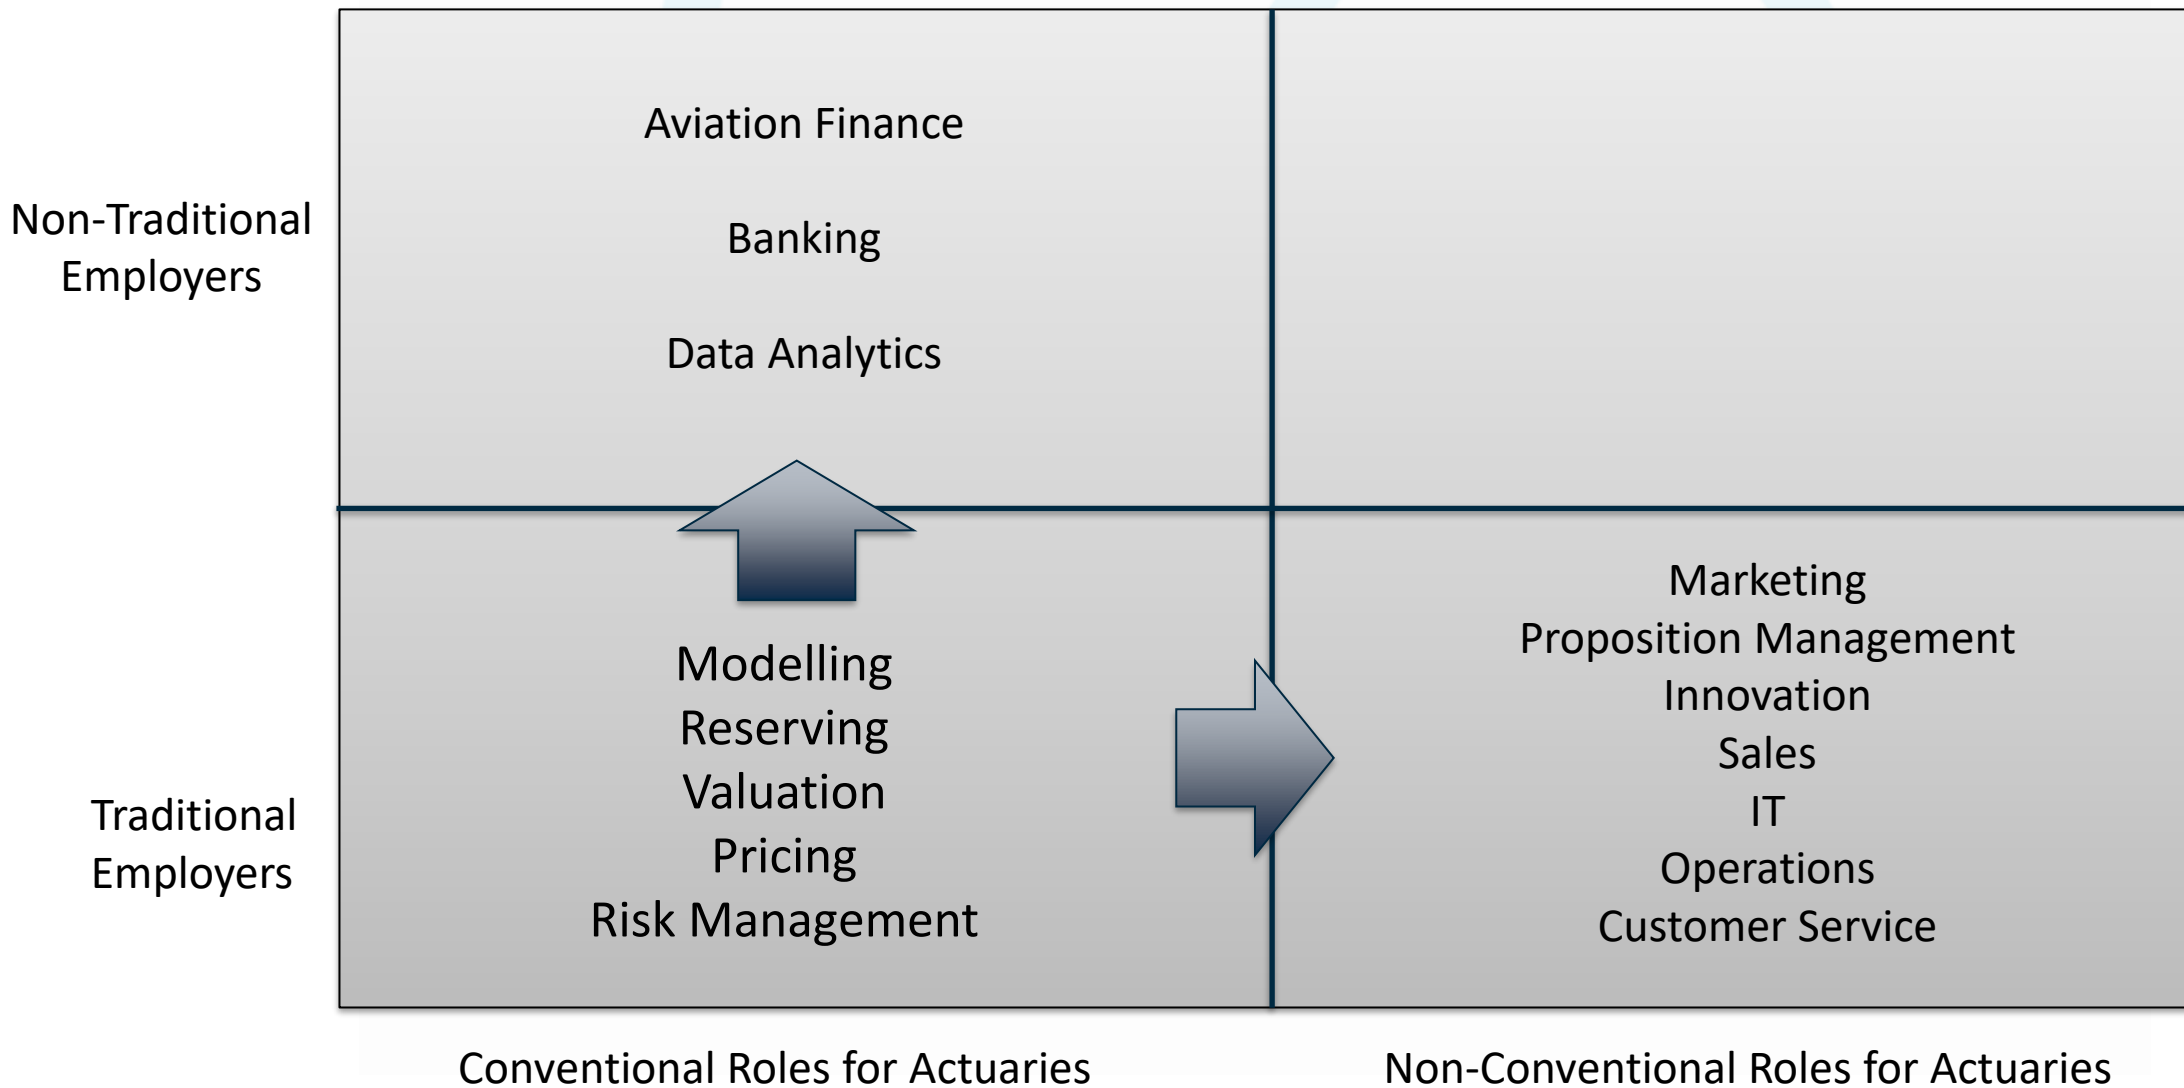 Non-Traditional
Employers
Aviation Finance
Banking
Data Analytics
Traditional
Employers
Modelling
Reserving
Valuation
Pricing
Risk Management
Marketing
Proposition Management
Innovation
Sales
IT
Operations
Customer Service
Conventional Roles for Actuaries
Non-Conventional Roles for Actuaries